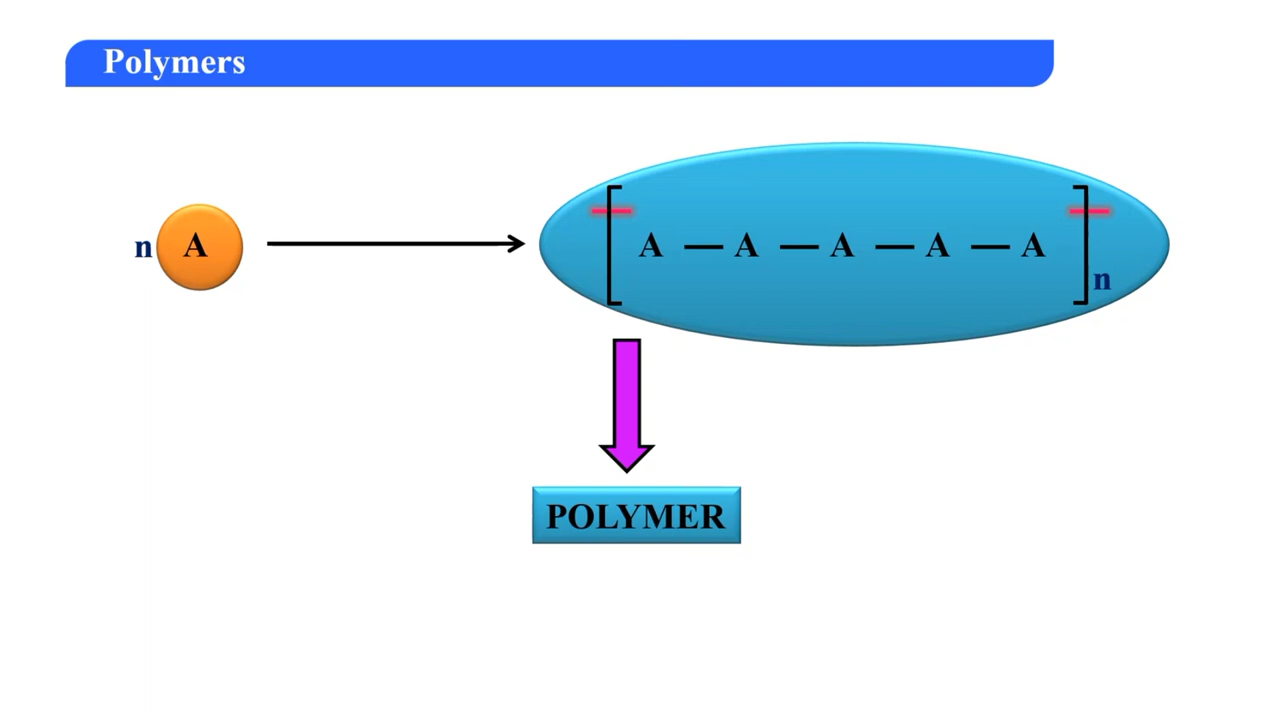 Polymers
n A
[ A — A — A — A — A ]n
POLYMER